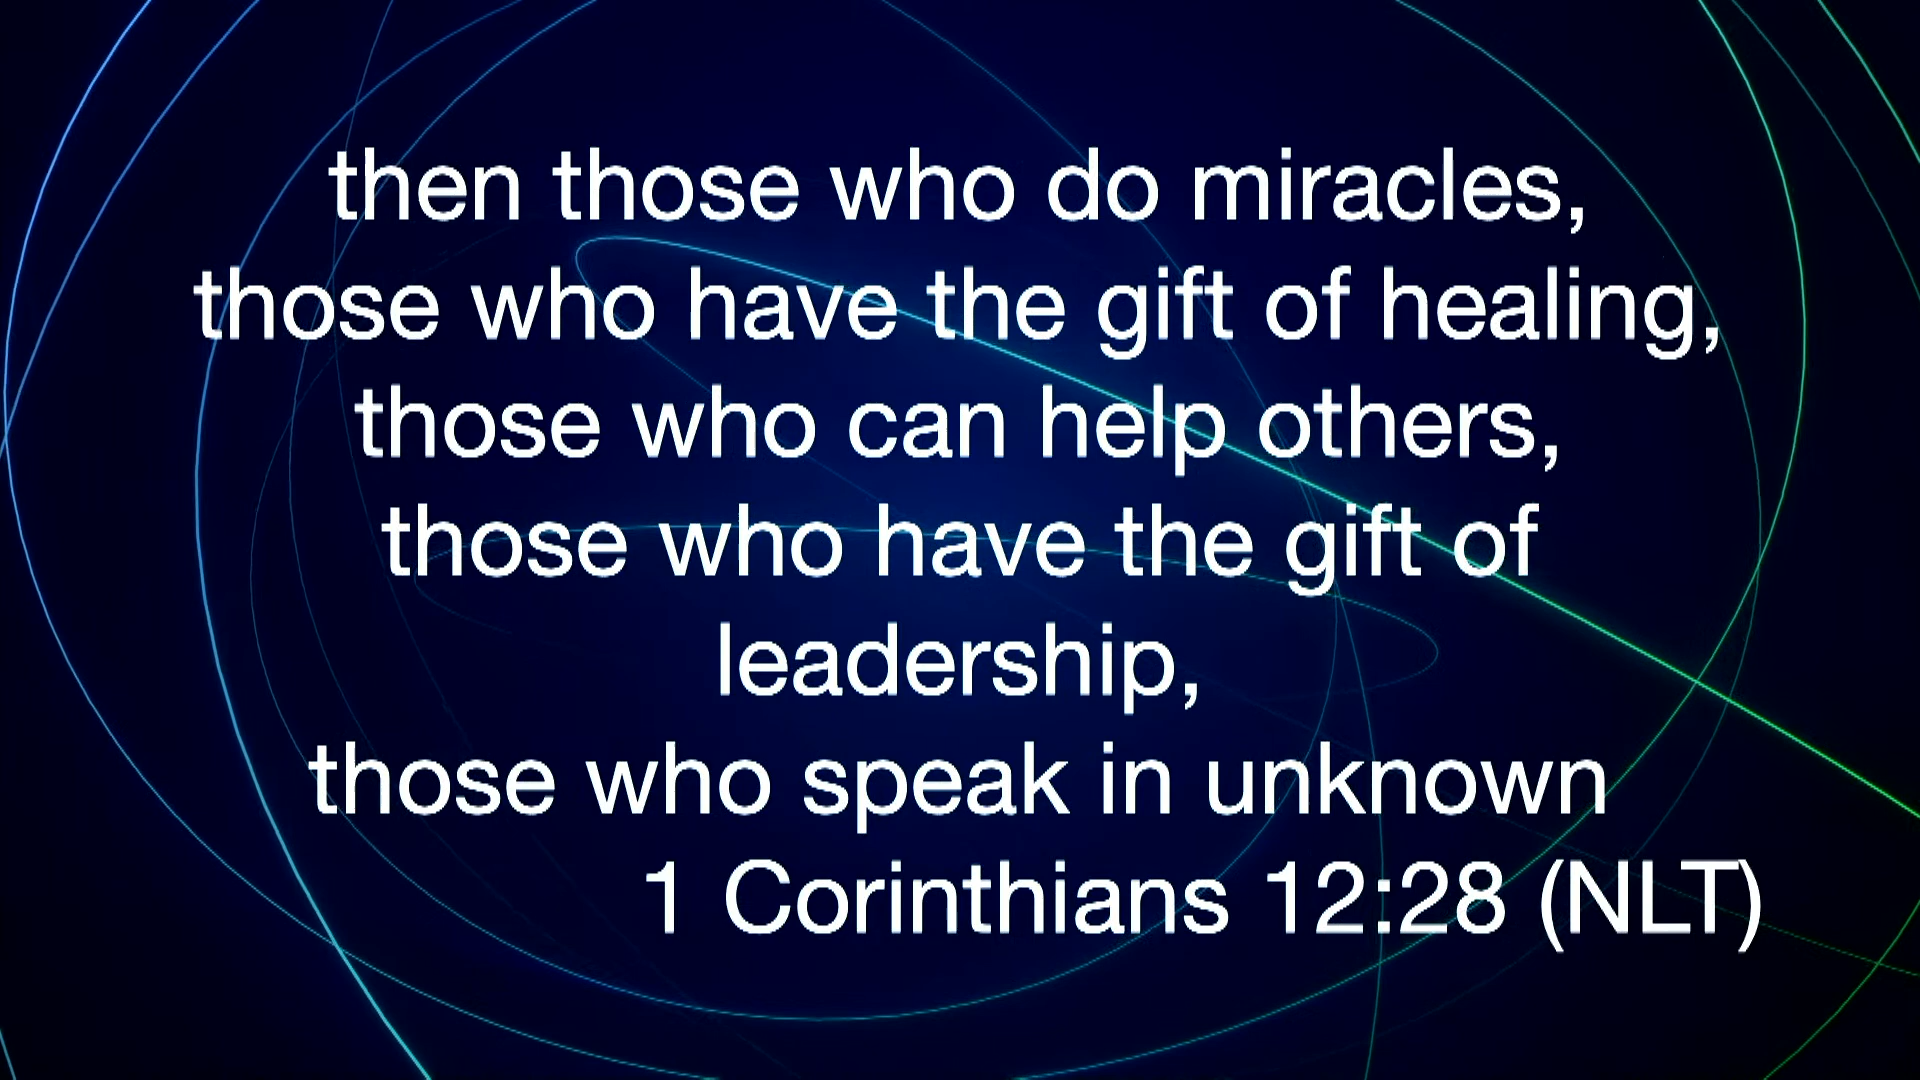 then those who do miracles,
those who have the gift of healing,
those who can help others,
those who have the gift of
leadership,
those who speak in unknown
1 Corinthians 12:28 (NLT)